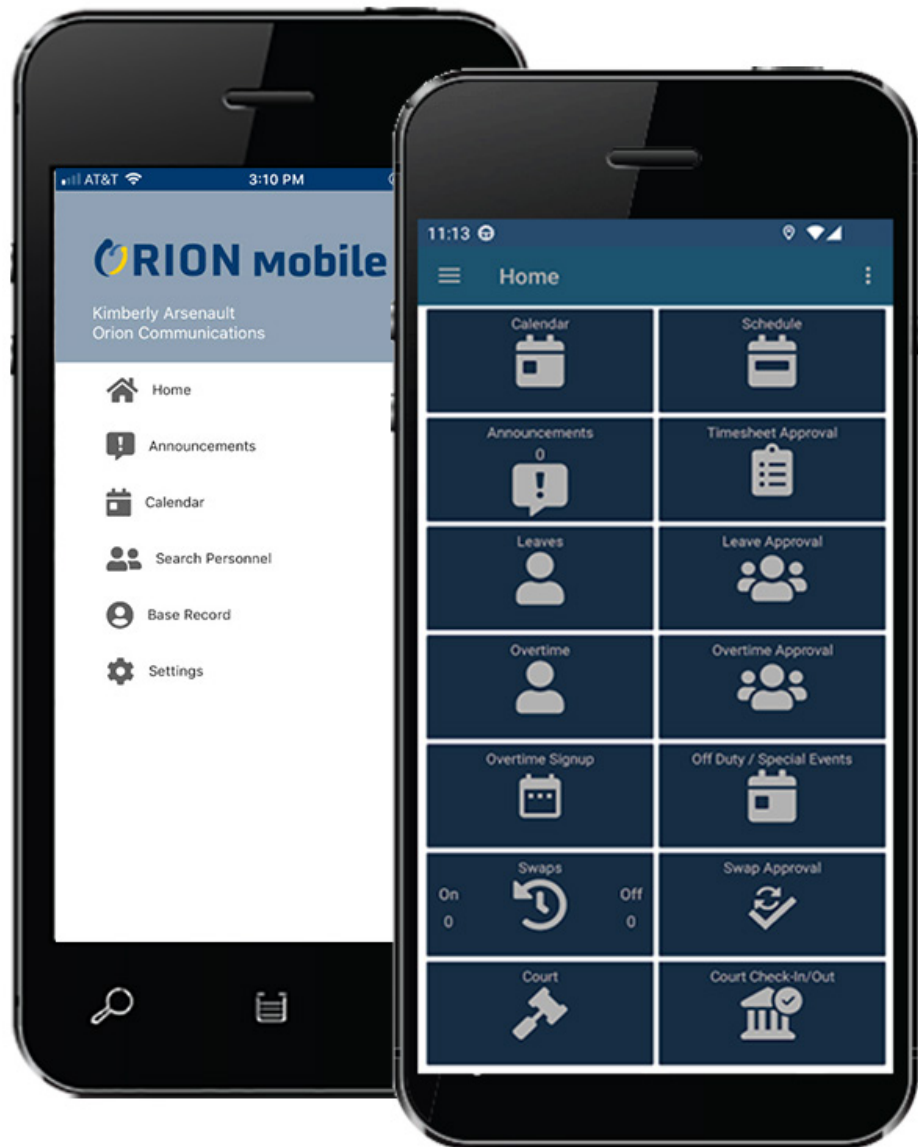 AT&T
3:10 PM
ORION Mobile
Kimberly Arsenault
Orion Communications
Home
Announcements
Calendar
Search Personnel
Base Record
Settings
11:13
Home
Calendar
Schedule
Announcements
0
Timesheet Approval
Leaves
Leave Approval
Overtime
Overtime Approval
Overtime Signup
Off Duty / Special Events
Swaps
On
0
Off
0
Swap Approval
Court
Court Check-In/Out